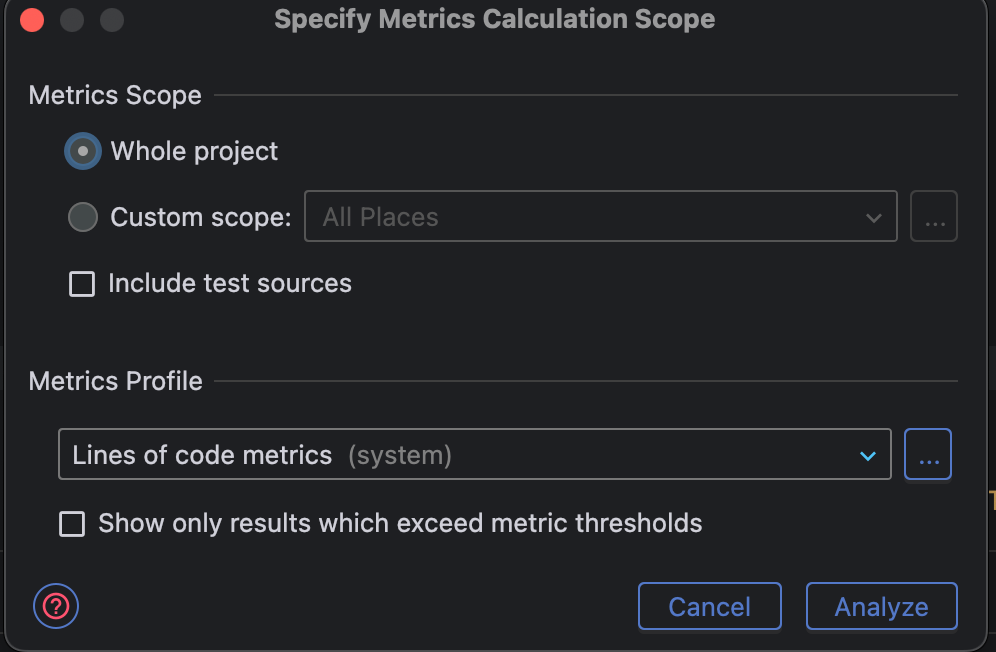 Specify Metrics Calculation Scope
Metrics Scope
Whole project
Custom scope: All Places ...
Include test sources
Metrics Profile
Lines of code metrics (system) ...
Show only results which exceed metric thresholds
? Cancel Analyze